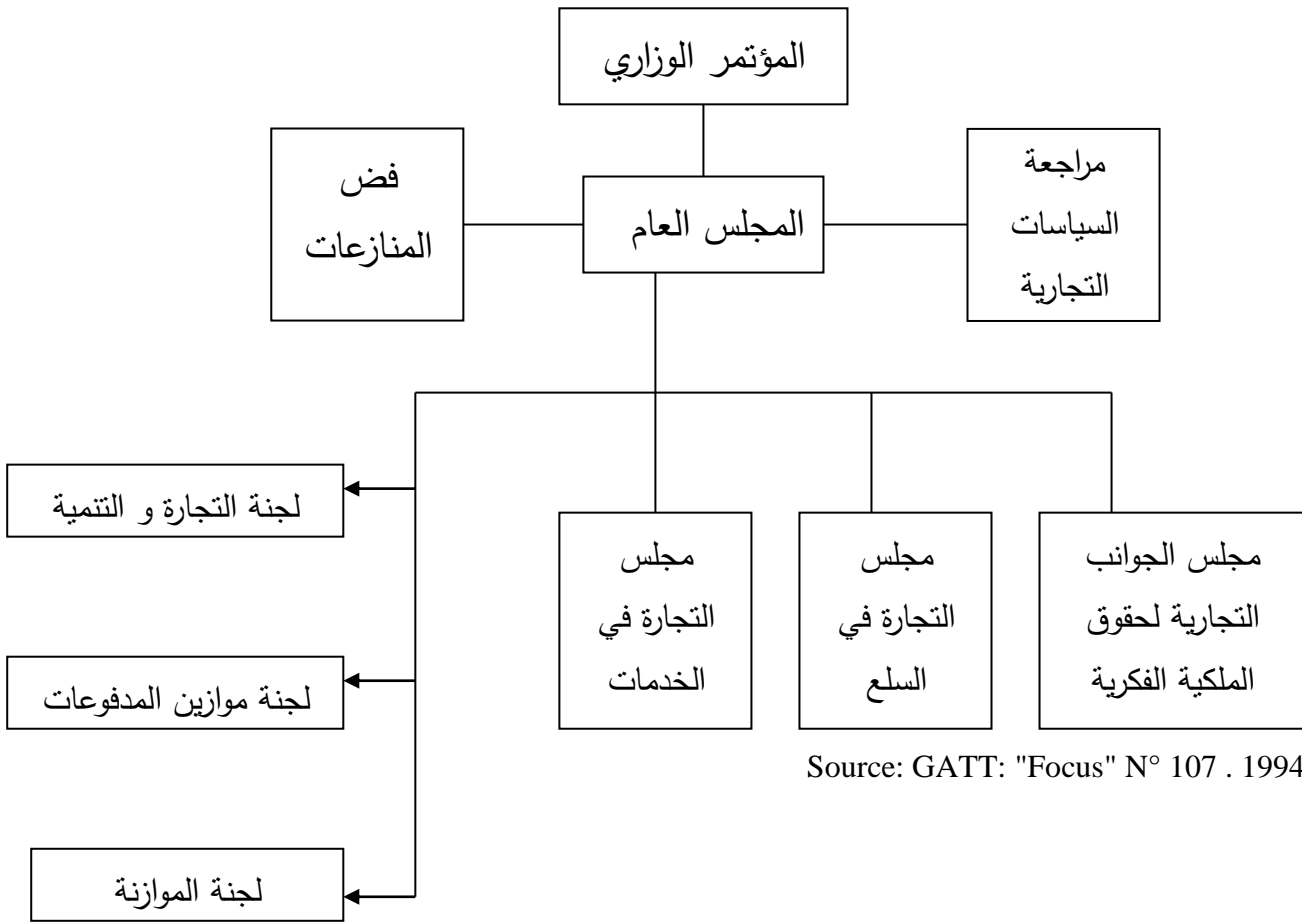 المؤتمر الوزاري
مراجعة
السياسات
التجارية
المجلس العام
فض
المنازعات
مجلس الجوانب
التجارية لحقوق
الملكية الفكرية
مجلس
التجارة في
السلع
مجلس
التجارة في
الخدمات
لجنة التجارة و التنمية
لجنة موازين المدفوعات
لجنة الموازنة
Source: GATT: "Focus" N° 107 . 1994